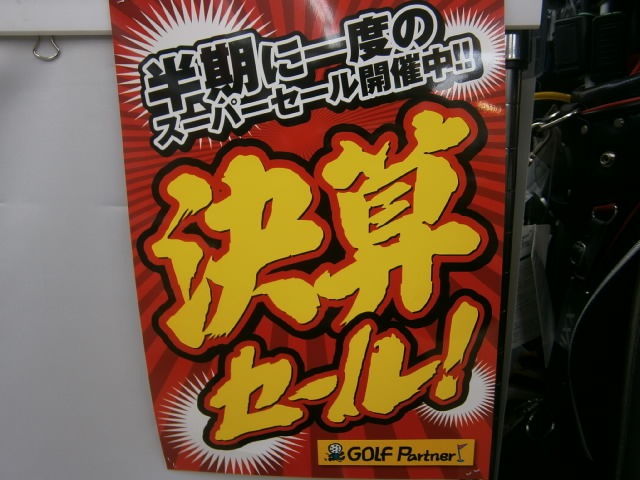 半期に一度の
スーパーセール開催中!!
決算
セール!
GOLF Partner